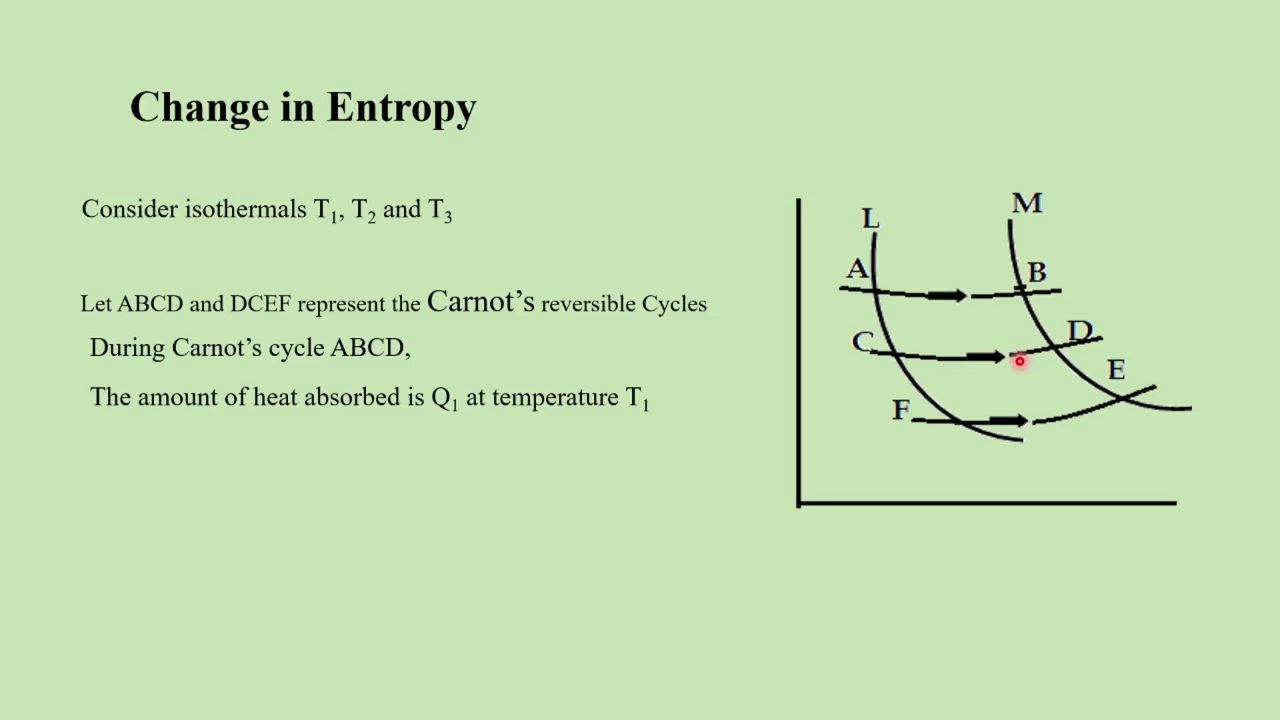 Change in Entropy
Consider isothermals T₁, T₂ and T₃
Let ABCD and DCEF represent the Carnot’s reversible Cycles
During Carnot’s cycle ABCD,
The amount of heat absorbed is Q₁ at temperature T₁
L
M
A
B
C
D
E
F